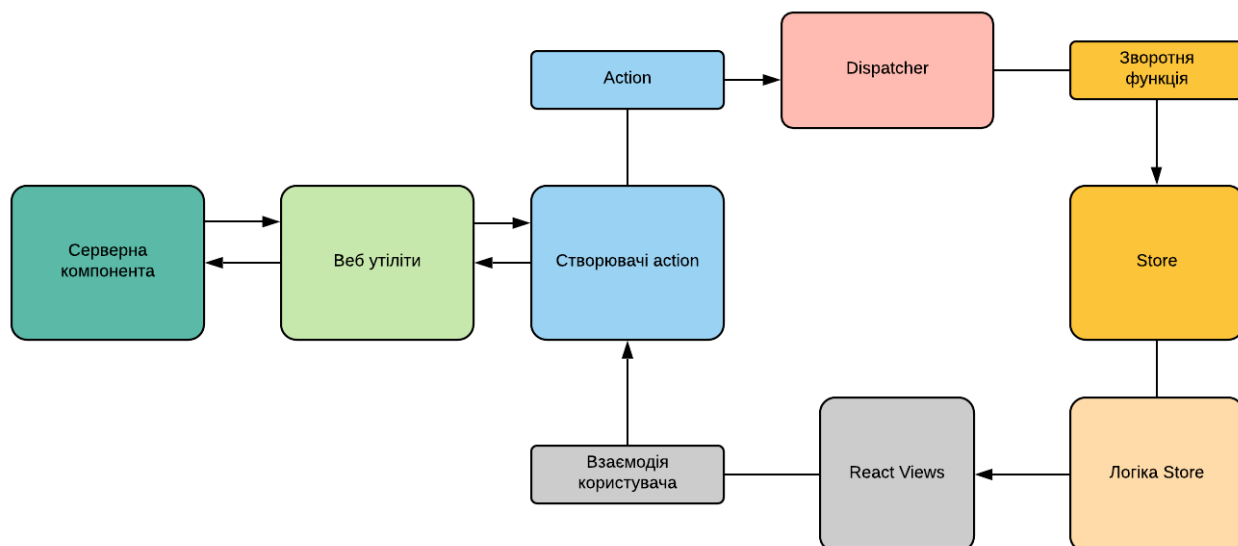 Action
Dispatcher
Зворотня
функція
Серверна
компонента
Веб утіліти
Створювачі action
Store
Взаємодія
користувача
React Views
Логіка Store